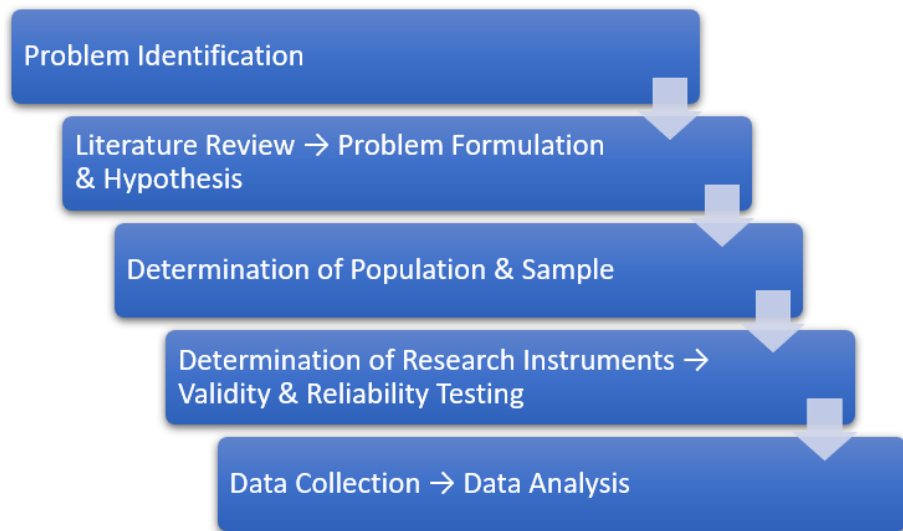 Problem Identification
Literature Review → Problem Formulation
& Hypothesis
Determination of Population & Sample
Determination of Research Instruments →
Validity & Reliability Testing
Data Collection → Data Analysis